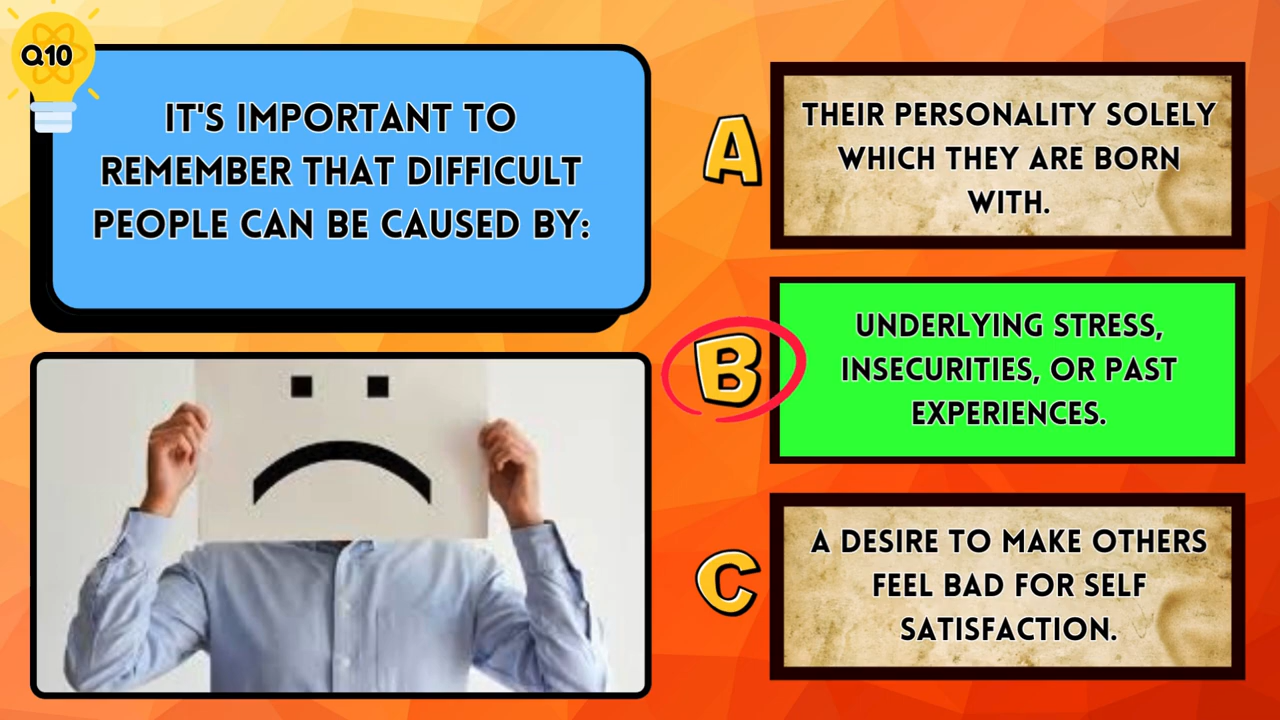 Q10
IT'S IMPORTANT TO
REMEMBER THAT DIFFICULT
PEOPLE CAN BE CAUSED BY:
A
THEIR PERSONALITY SOLELY
WHICH THEY ARE BORN
WITH.
B
UNDERLYING STRESS,
INSECURITIES, OR PAST
EXPERIENCES.
C
A DESIRE TO MAKE OTHERS
FEEL BAD FOR SELF
SATISFACTION.